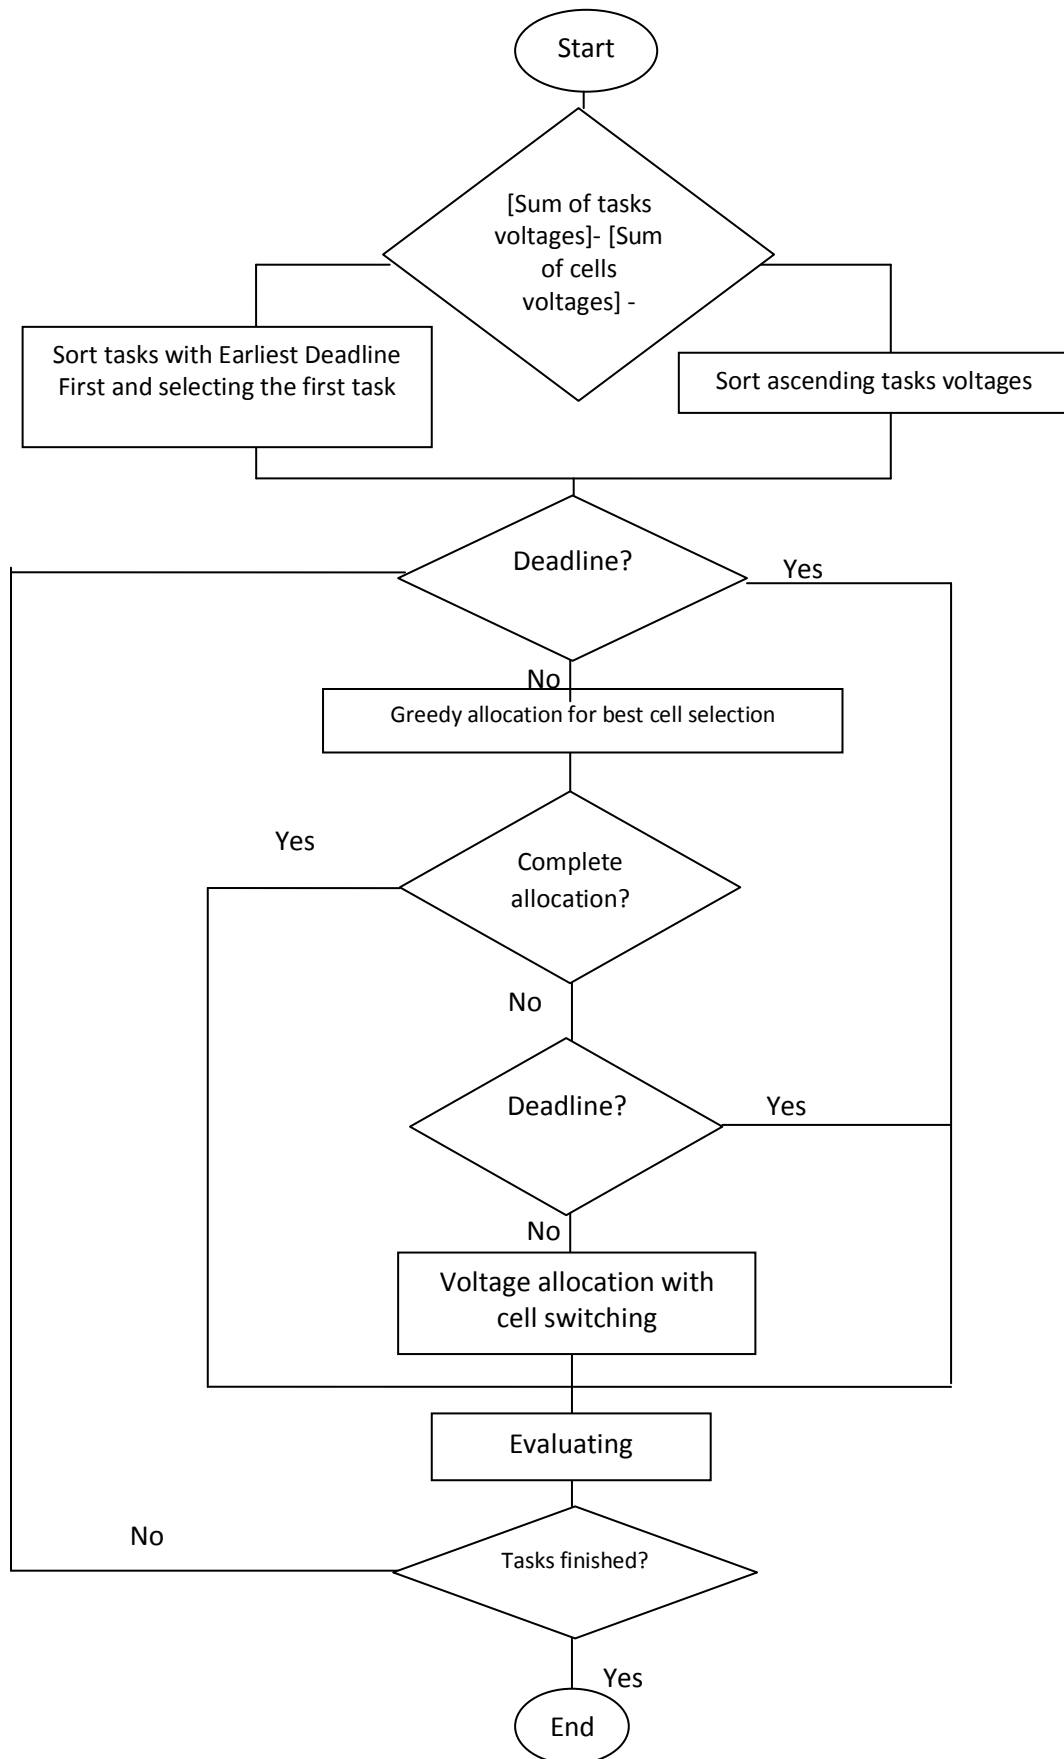 Start
[Sum of tasks
voltages]- [Sum
of cells
voltages] -
Sort tasks with Earliest Deadline
First and selecting the first task
Sort ascending tasks voltages
Deadline?
Yes
No
Greedy allocation for best cell selection
Yes
Complete
allocation?
No
Deadline?
Yes
No
Voltage allocation with
cell switching
Evaluating
No
Tasks finished?
Yes
End